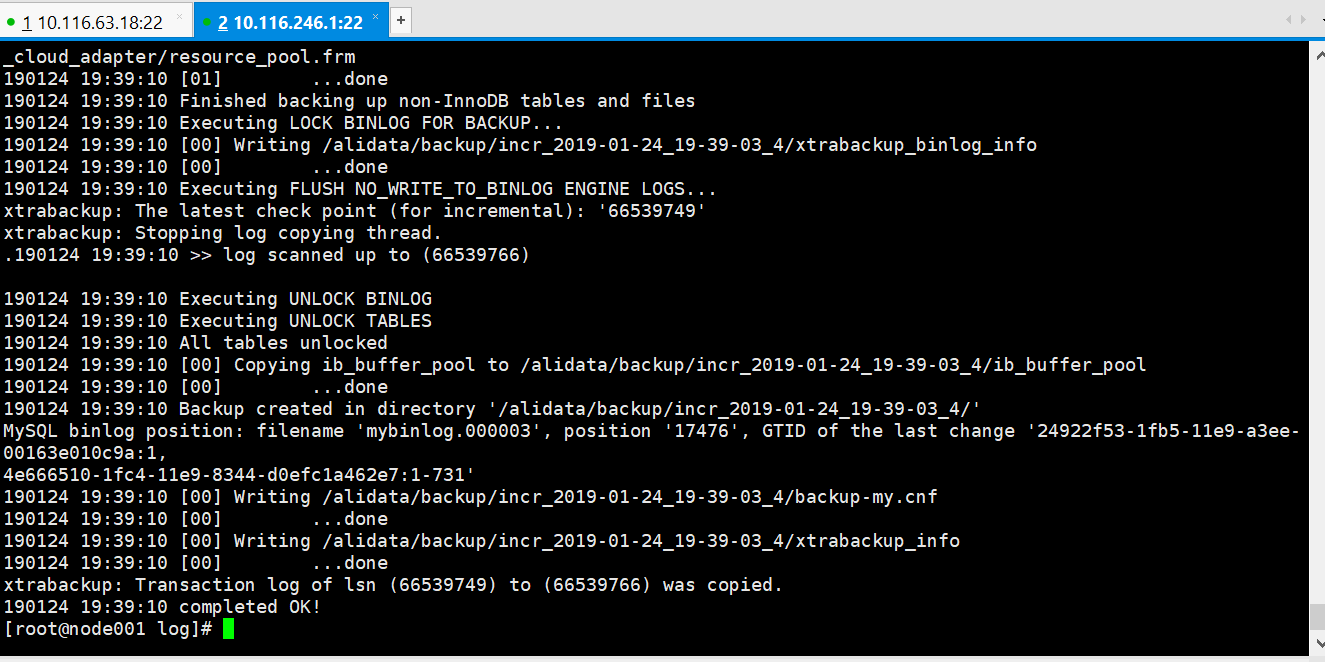 1 10.116.63.18:22 × 2 10.116.246.1:22 × +
_cloud_adapter/resource_pool.frm
190124 19:39:10 [01]        ...done
190124 19:39:10 Finished backing up non-InnoDB tables and files
190124 19:39:10 Executing LOCK BINLOG FOR BACKUP...
190124 19:39:10 [00] Writing /alidata/backup/incr_2019-01-24_19-39-03_4/xtrabackup_binlog_info
190124 19:39:10 [00]        ...done
190124 19:39:10 Executing FLUSH NO_WRITE_TO_BINLOG ENGINE LOGS...
xtrabackup: The latest check point (for incremental): '66539749'
xtrabackup: Stopping log copying thread.
.190124 19:39:10 >> log scanned up to (66539766)
190124 19:39:10 Executing UNLOCK BINLOG
190124 19:39:10 Executing UNLOCK TABLES
190124 19:39:10 All tables unlocked
190124 19:39:10 [00] Copying ib_buffer_pool to /alidata/backup/incr_2019-01-24_19-39-03_4/ib_buffer_pool
190124 19:39:10 [00]        ...done
190124 19:39:10 Backup created in directory '/alidata/backup/incr_2019-01-24_19-39-03_4/'
MySQL binlog position: filename 'mybinlog.000003', position '17476', GTID of the last change '24922f53-1fb5-11e9-a3ee-
00163e010c9a:1,
4e666510-1fc4-11e9-8344-d0efc1a462e7:1-731'
190124 19:39:10 [00] Writing /alidata/backup/incr_2019-01-24_19-39-03_4/backup-my.cnf
190124 19:39:10 [00]        ...done
190124 19:39:10 [00] Writing /alidata/backup/incr_2019-01-24_19-39-03_4/xtrabackup_info
190124 19:39:10 [00]        ...done
xtrabackup: Transaction log of lsn (66539749) to (66539766) was copied.
190124 19:39:10 completed OK!
[root@node001 log]#